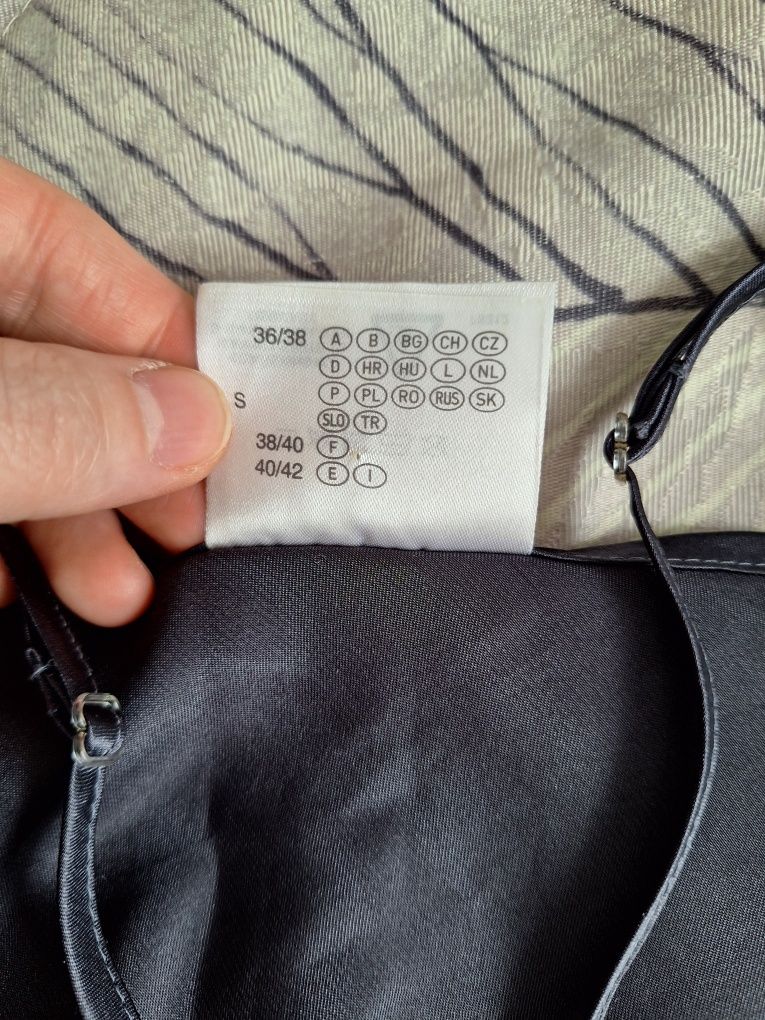 36/38 A B BG CH CZ
D HR HU L NL
S P PL RO RUS SK
SLO TR
38/40 F
40/42 E I